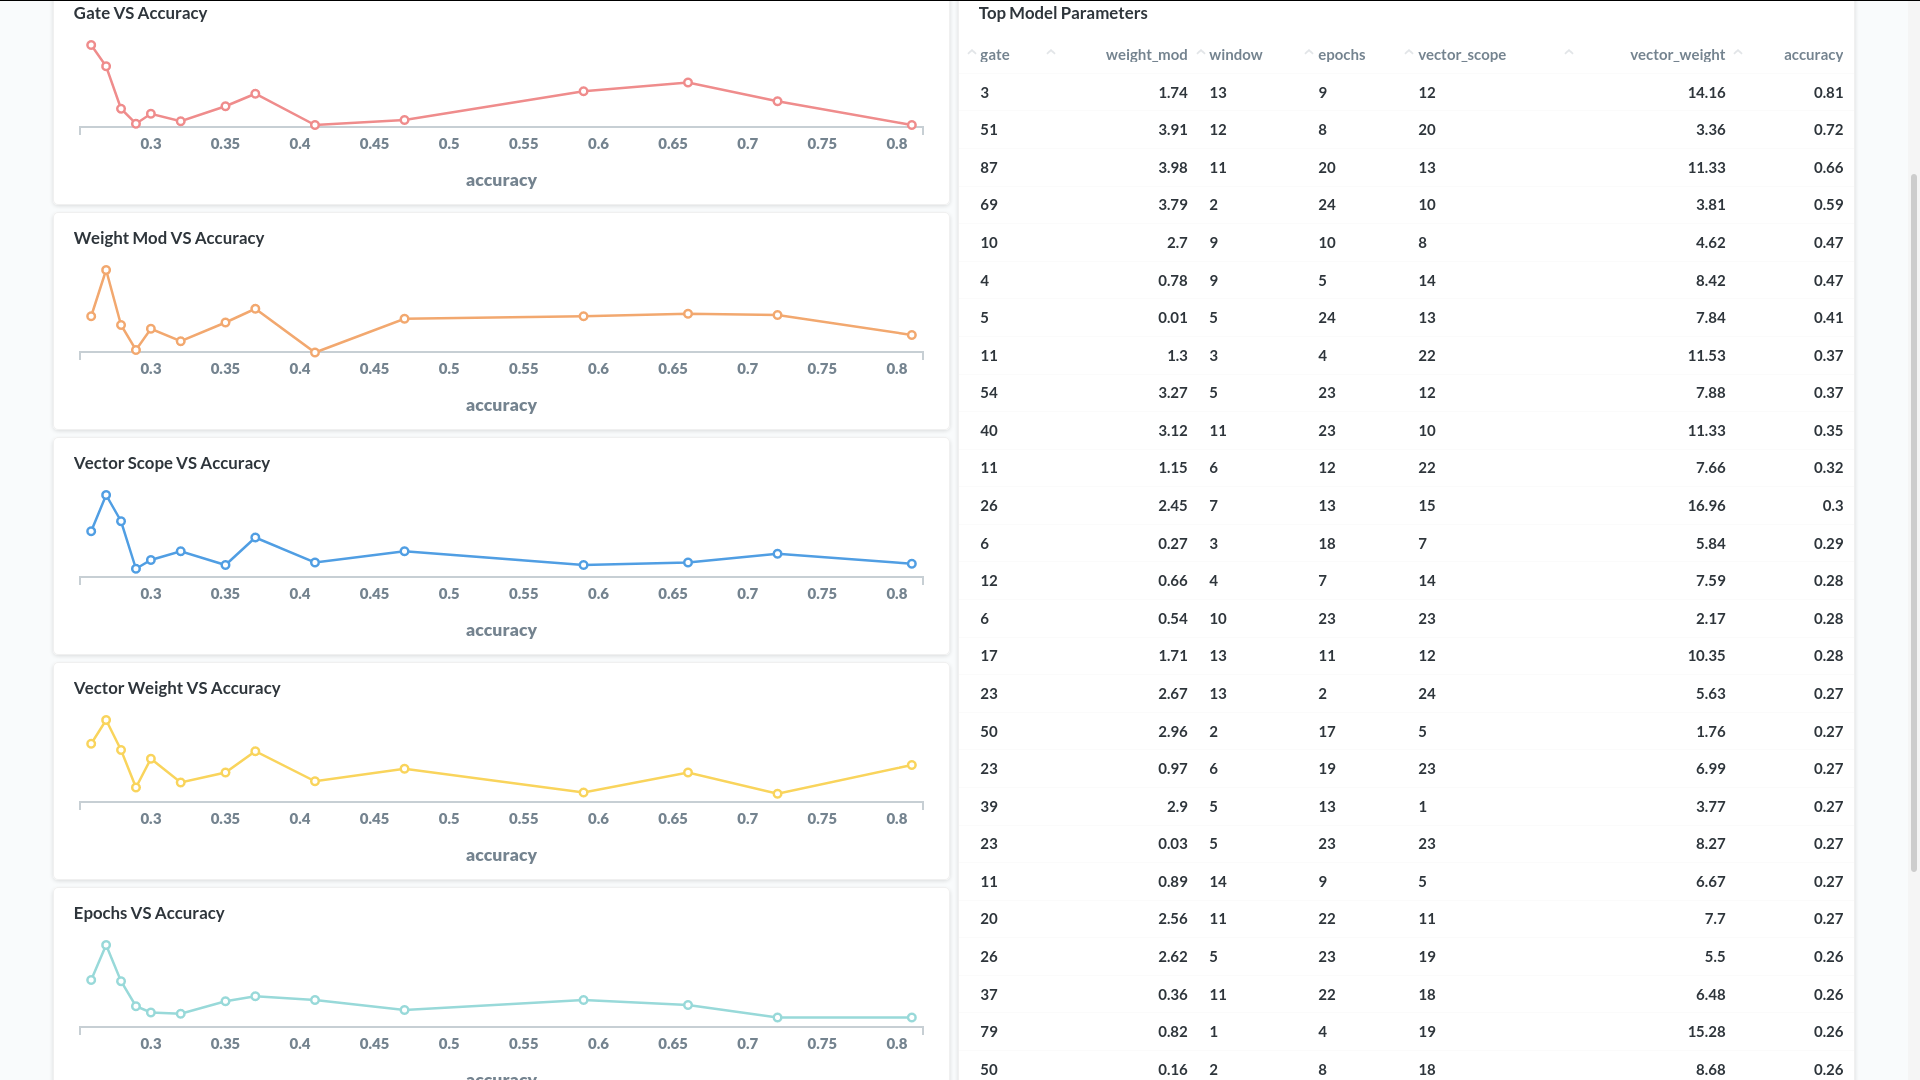 Gate VS Accuracy
0.3 0.35 0.4 0.45 0.5 0.55 0.6 0.65 0.7 0.75 0.8
accuracy
Weight Mod VS Accuracy
0.3 0.35 0.4 0.45 0.5 0.55 0.6 0.65 0.7 0.75 0.8
accuracy
Vector Scope VS Accuracy
0.3 0.35 0.4 0.45 0.5 0.55 0.6 0.65 0.7 0.75 0.8
accuracy
Vector Weight VS Accuracy
0.3 0.35 0.4 0.45 0.5 0.55 0.6 0.65 0.7 0.75 0.8
accuracy
Epochs VS Accuracy
0.3 0.35 0.4 0.45 0.5 0.55 0.6 0.65 0.7 0.75 0.8
accuracy
Top Model Parameters
gate weight_mod window epochs vector_scope vector_weight accuracy
3 1.74 13 9 12 14.16 0.81
51 3.91 12 8 20 3.36 0.72
87 3.98 11 20 13 11.33 0.66
69 3.79 2 24 10 3.81 0.59
10 2.7 9 10 8 4.62 0.47
4 0.78 9 5 14 8.42 0.47
5 0.01 5 24 13 7.84 0.41
11 1.3 3 4 22 11.53 0.37
54 3.27 5 23 12 7.88 0.37
40 3.12 11 23 10 11.33 0.35
11 1.15 6 12 22 7.66 0.32
26 2.45 7 13 15 16.96 0.3
6 0.27 3 18 7 5.84 0.29
12 0.66 4 7 14 7.59 0.28
6 0.54 10 23 23 2.17 0.28
17 1.71 13 11 12 10.35 0.28
23 2.67 13 2 24 5.63 0.27
50 2.96 2 17 5 1.76 0.27
23 0.97 6 19 23 6.99 0.27
39 2.9 5 13 1 3.77 0.27
23 0.03 5 23 23 8.27 0.27
11 0.89 14 9 5 6.67 0.27
20 2.56 11 22 11 7.7 0.27
26 2.62 5 23 19 5.5 0.26
37 0.36 11 22 18 6.48 0.26
79 0.82 1 4 19 15.28 0.26
50 0.16 2 8 18 8.68 0.26